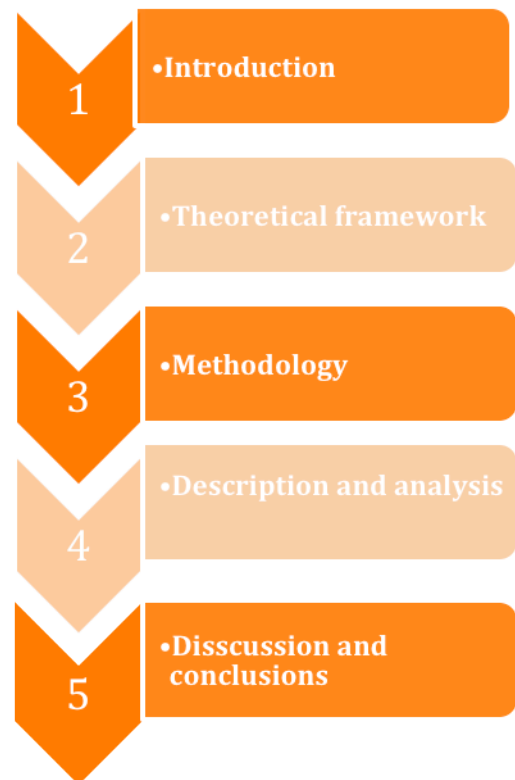 1
•Introduction
2
•Theoretical framework
3
•Methodology
4
•Description and analysis
5
•Disscussion and
conclusions